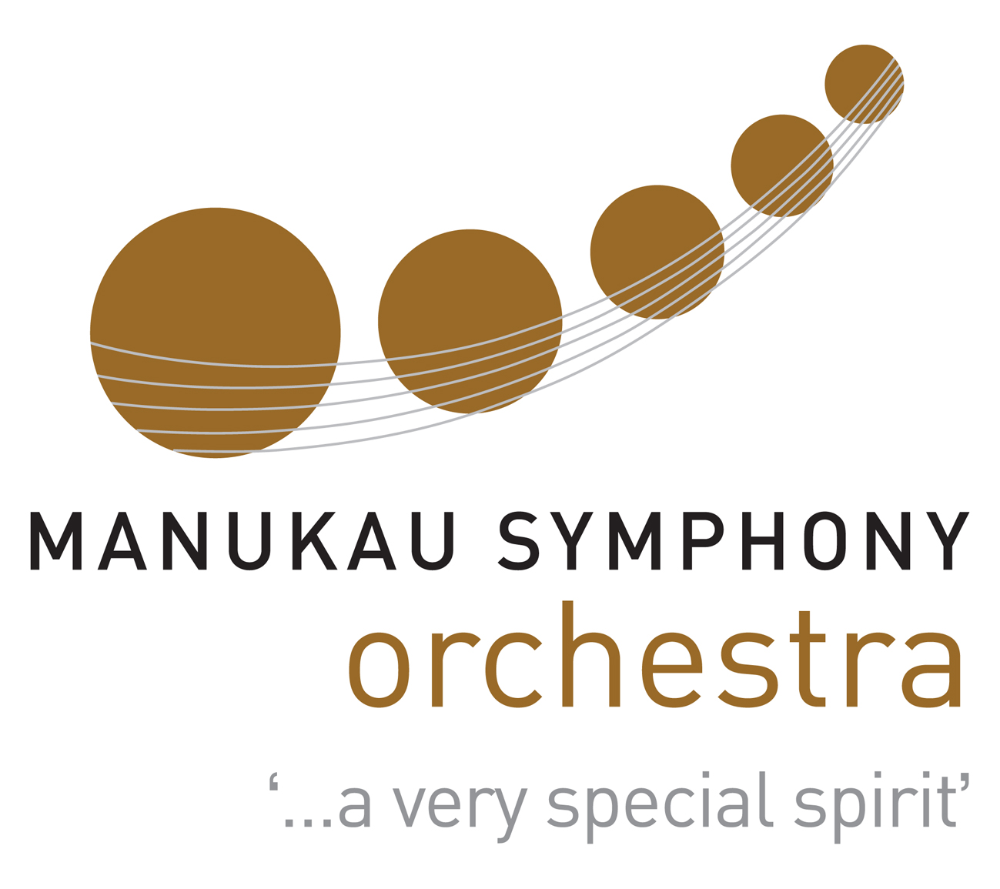 MANUKAU SYMPHONY
orchestra
‘...a very special spirit’